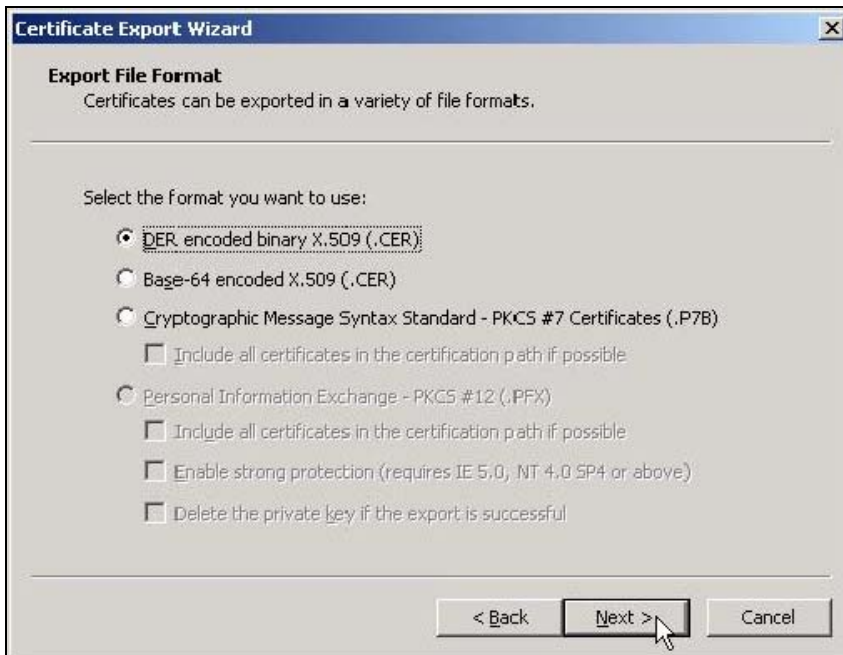 Certificate Export Wizard
Export File Format
Certificates can be exported in a variety of file formats.
Select the format you want to use:
DER encoded binary X.509 (.CER)
Base-64 encoded X.509 (.CER)
Cryptographic Message Syntax Standard - PKCS #7 Certificates (.P7B)
Include all certificates in the certification path if possible
Personal Information Exchange - PKCS #12 (.PFX)
Include all certificates in the certification path if possible
Enable strong protection (requires IE 5.0, NT 4.0 SP4 or above)
Delete the private key if the export is successful
< Back Next > Cancel